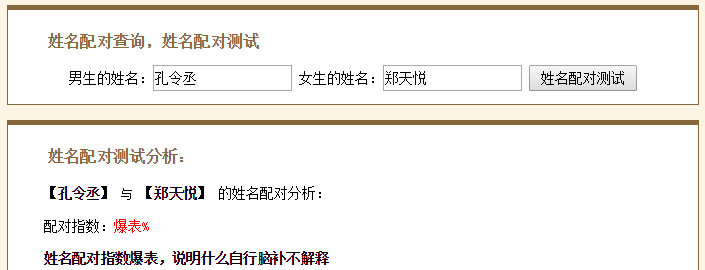 姓名配对查询，姓名配对测试
男生的姓名：孔令丞 女生的姓名：郑天悦 姓名配对测试
姓名配对测试分析：
【孔令丞】 与 【郑天悦】 的姓名配对分析：
配对指数：爆表%
姓名配对指数爆表，说明什么自行脑补不解释